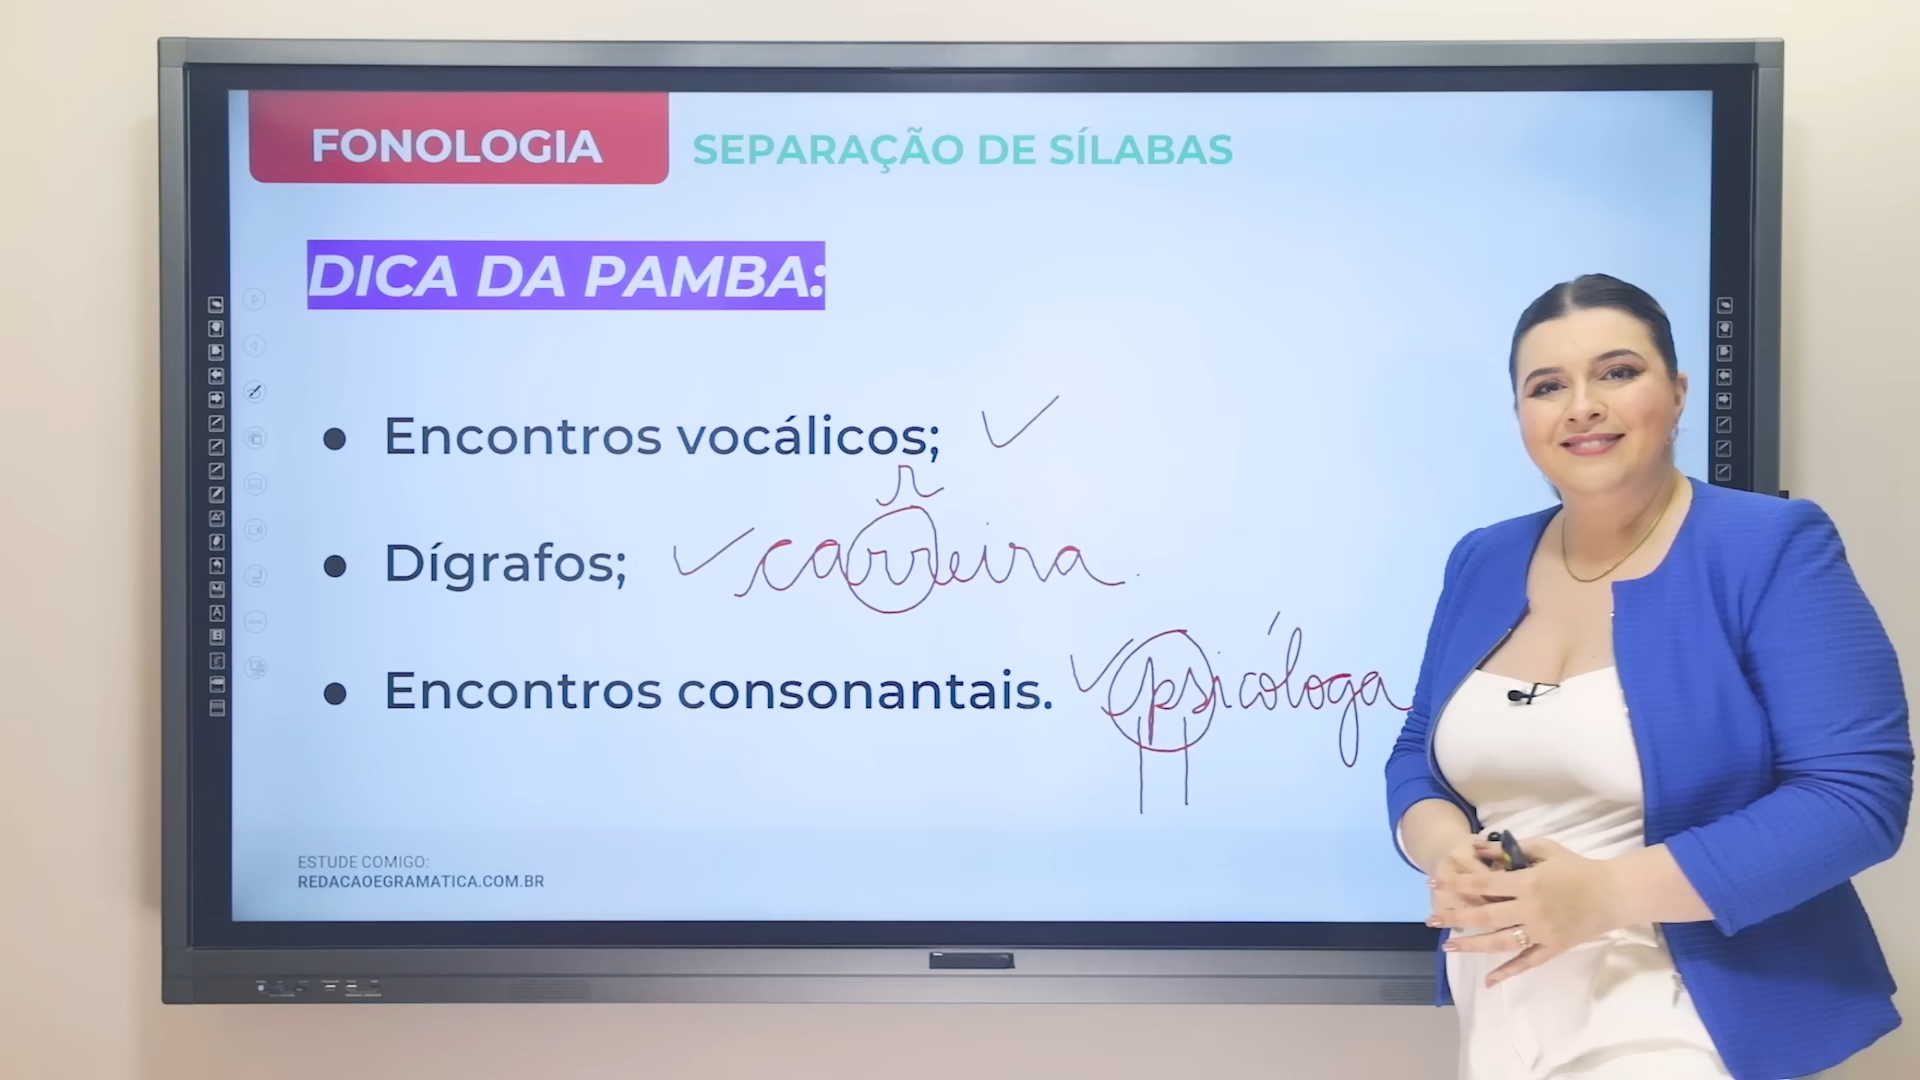 FONOLOGIA SEPARAÇÃO DE SÍLABAS
DICA DA PAMBA:
● Encontros vocálicos;
r
● Dígrafos; carreira
● Encontros consonantais. psicóloga
ESTUDE COMIGO:
REDACAOEGRAMATICA.COM.BR